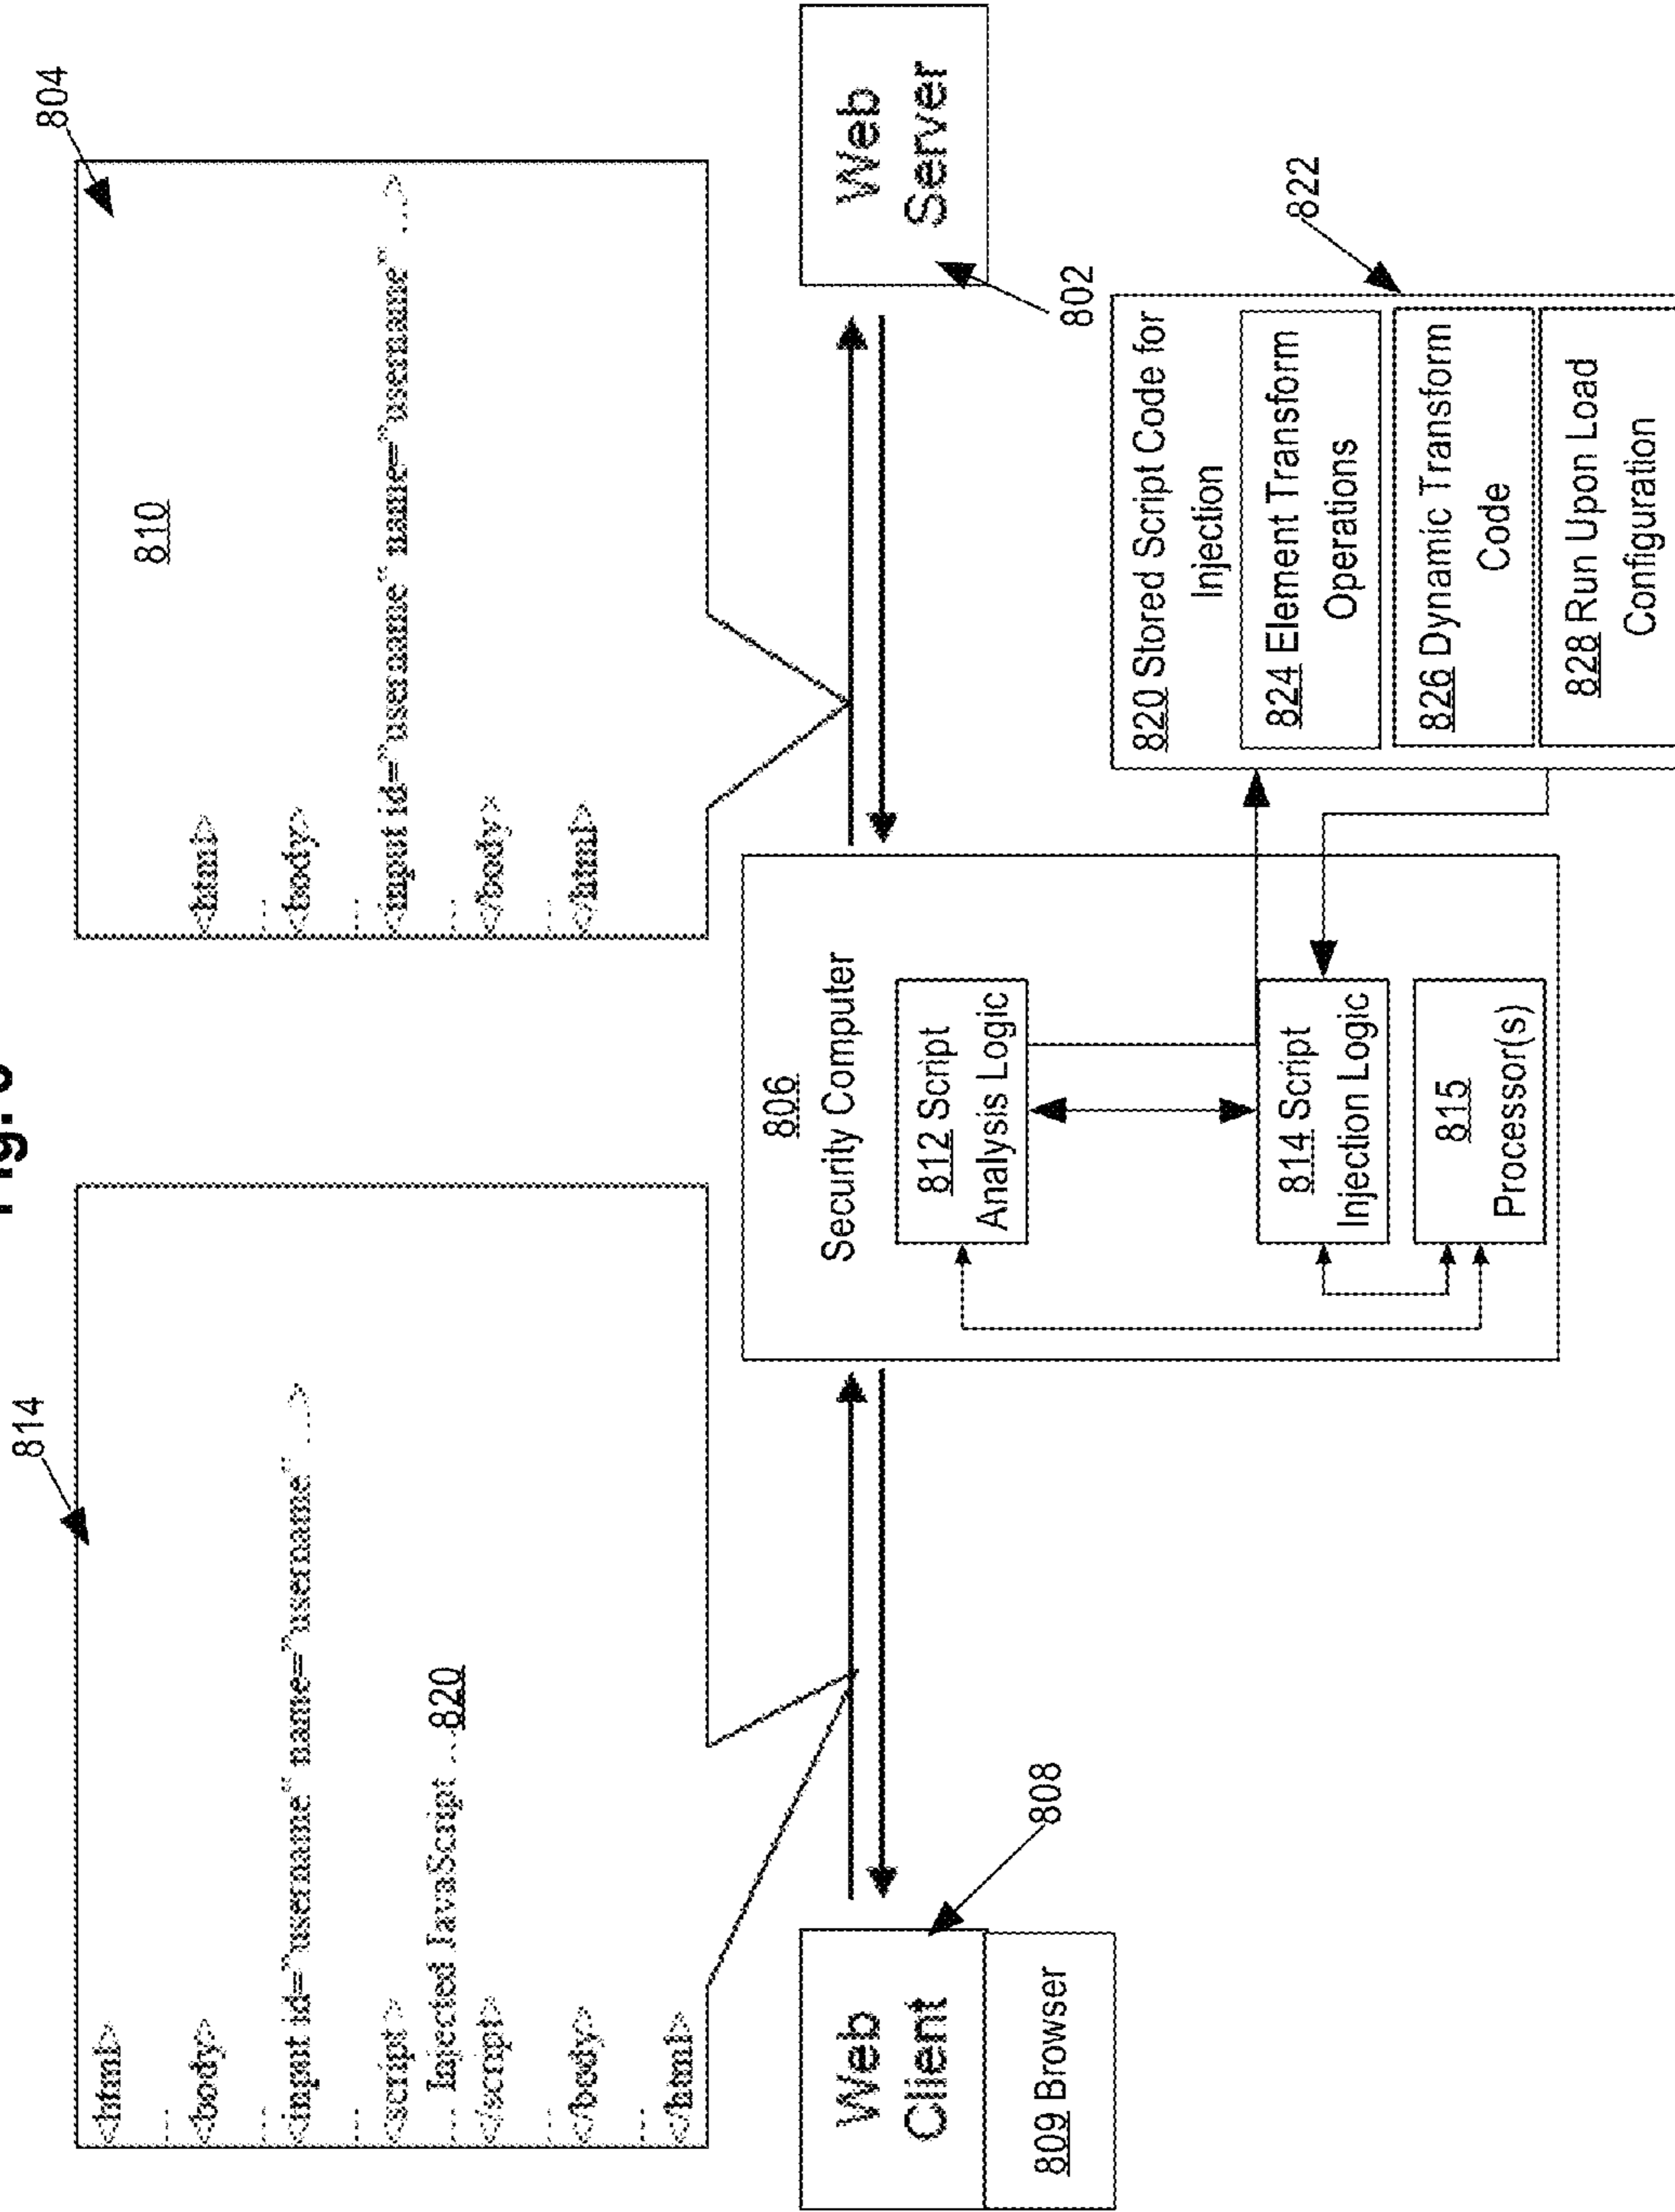 814
<html>
...
<body>
...
<input id="username" name="username" ...>
...
<script>
Injected JavaScript ...820
...
</script>
...
</body>
...
</html>
804
810
<html>
...
<body>
...
<input id="username" name="username" ...>
...
</body>
...
</html>
Web
Client
809 Browser
808
806
Security Computer
812 Script
Analysis Logic
814 Script
Injection Logic
815
Processor(s)
Web
Server
802
822
820 Stored Script Code for
Injection
824 Element Transform
Operations
826 Dynamic Transform
Code
828 Run Upon Load
Configuration